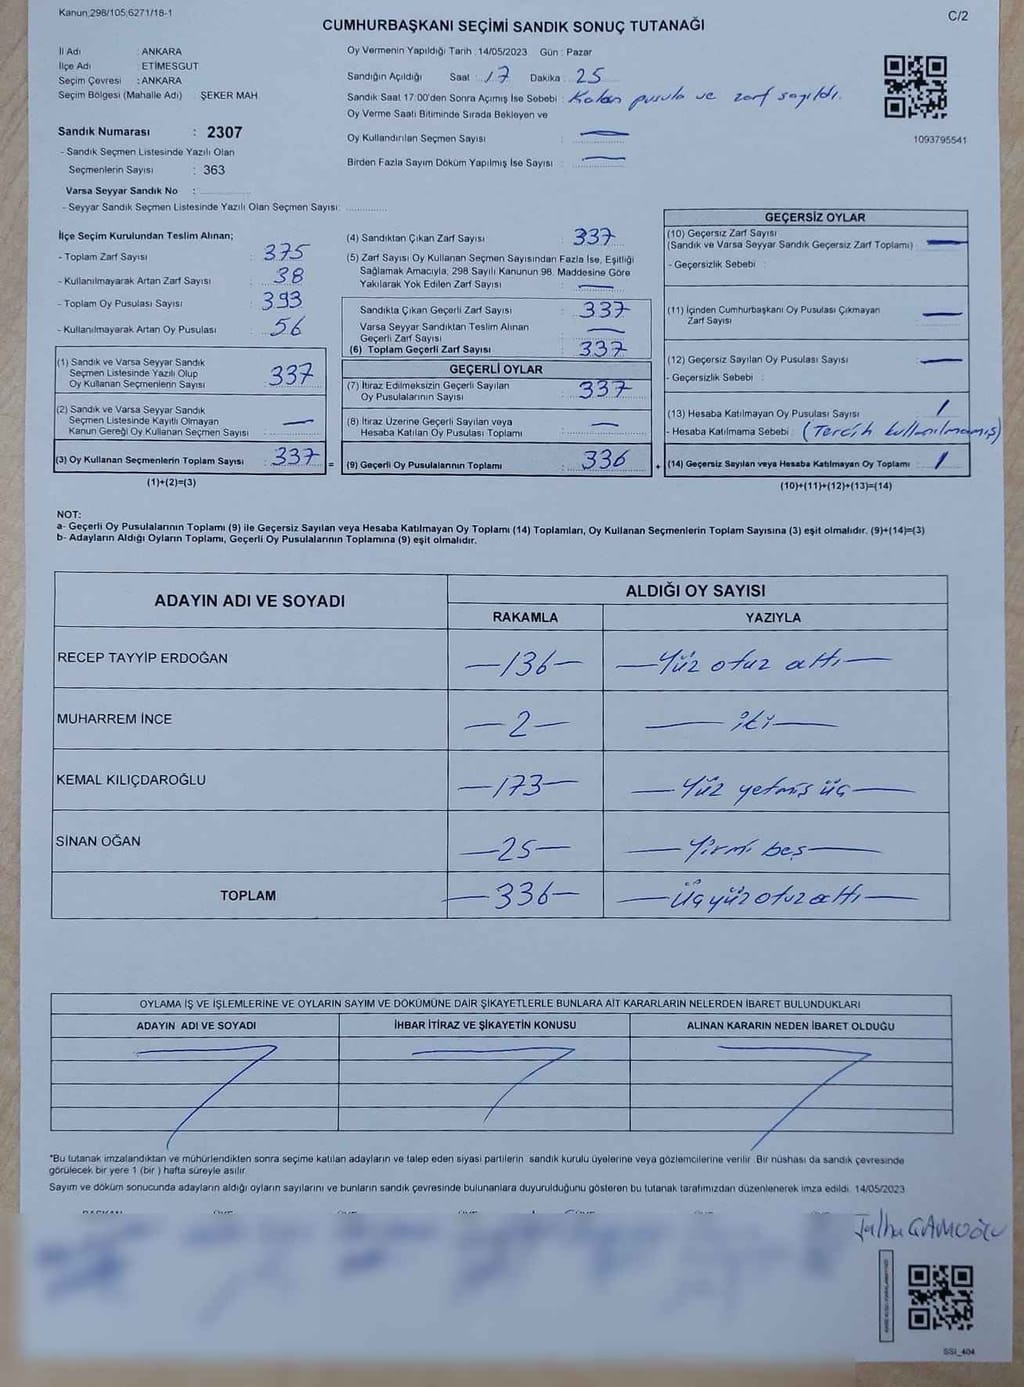 Kanun;298/105;6271/18-1
C/2
CUMHURBAŞKANI SEÇİMİ SANDIK SONUÇ TUTANAĞI
İl Adı : ANKARA
İlçe Adı : ETİMESGUT
Seçim Çevresi : ANKARA
Seçim Bölgesi (Mahalle Adı) ŞEKER MAH.
Oy Vermenin Yapıldığı Tarih : 14/05/2023 Gün : Pazar
Sandığın Açıldığı Saat : 17 Dakika : 25
Sandık Saat 17:00'den Sonra Açımış İse Sebebi : Kalan pusula ve zarf sayıldı.
Oy Verme Saati Bitiminde Sırada Bekleyen ve
Oy Kullandırılan Seçmen Sayısı : —
Birden Fazla Sayım Döküm Yapılmış İse Sayısı : —
1093795541
Sandık Numarası : 2307
- Sandık Seçmen Listesinde Yazılı Olan
Seçmenlerin Sayısı : 363
Varsa Seyyar Sandık No :
- Seyyar Sandık Seçmen Listesinde Yazılı Olan Seçmen Sayısı:
İlçe Seçim Kurulundan Teslim Alınan;
- Toplam Zarf Sayısı : 375
- Kullanılmayarak Artan Zarf Sayısı : 38
- Toplam Oy Pusulası Sayısı : 393
- Kullanılmayarak Artan Oy Pusulası : 56
(1) Sandık ve Varsa Seyyar Sandık
Seçmen Listesinde Yazılı Olup
Oy Kullanan Seçmenlerin Sayısı : 337
(2) Sandık ve Varsa Seyyar Sandık
Seçmen Listesinde Kayıtlı Olmayan
Kanun Gereği Oy Kullanan Seçmen Sayısı : —
(3) Oy Kullanan Seçmenlerin Toplam Sayısı : 337 =
(1)+(2)=(3)
(4) Sandıktan Çıkan Zarf Sayısı : 337
(5) Zarf Sayısı Oy Kullanan Seçmen Sayısından Fazla İse, Eşitliği
Sağlamak Amacıyla, 298 Sayılı Kanunun 98. Maddesine Göre
Yakılarak Yok Edilen Zarf Sayısı : —
Sandıkta Çıkan Geçerli Zarf Sayısı : 337
Varsa Seyyar Sandıktan Teslim Alınan
Geçerli Zarf Sayısı : —
(6) Toplam Geçerli Zarf Sayısı : 337
GEÇERLİ OYLAR
(7) İtiraz Edilmeksizin Geçerli Sayılan
Oy Pusulalarının Sayısı : 337
(8) İtiraz Üzerine Geçerli Sayılan veya
Hesaba Katılan Oy Pusulası Toplamı : —
(9) Geçerli Oy Pusulalarının Toplamı : 336 +
GEÇERSİZ OYLAR
(10) Geçersiz Zarf Sayısı
(Sandık ve Varsa Seyyar Sandık Geçersiz Zarf Toplamı) : —
- Geçersizlik Sebebi :
(11) İçinden Cumhurbaşkanı Oy Pusulası Çıkmayan
Zarf Sayısı : —
(12) Geçersiz Sayılan Oy Pusulası Sayısı : —
- Geçersizlik Sebebi :
(13) Hesaba Katılmayan Oy Pusulası Sayısı : 1
- Hesaba Katılmama Sebebi : (Tercih kullanılmamış)
(14) Geçersiz Sayılan veya Hesaba Katılmayan Oy Toplamı : 1
(10)+(11)+(12)+(13)=(14)
NOT:
a- Geçerli Oy Pusulalarının Toplamı (9) ile Geçersiz Sayılan veya Hesaba Katılmayan Oy Toplamı (14) Toplamları, Oy Kullanan Seçmenlerin Toplam Sayısına (3) eşit olmalıdır. (9)+(14)=(3)
b- Adayların Aldığı Oyların Toplamı, Geçerli Oy Pusulalarının Toplamına (9) eşit olmalıdır.
ADAYIN ADI VE SOYADI ALDIĞI OY SAYISI
RAKAMLA YAZIYLA
RECEP TAYYİP ERDOĞAN —136— —Yüz otuz altı—
MUHARREM İNCE —2— —iki—
KEMAL KILIÇDAROĞLU —173— —Yüz yetmiş üç—
SİNAN OĞAN —25— —Yirmi beş—
TOPLAM —336— —Üçyüz otuz altı—
OYLAMA İŞ VE İŞLEMLERİNE VE OYLARIN SAYIM VE DÖKÜMÜNE DAİR ŞİKAYETLERLE BUNLARA AİT KARARLARIN NELERDEN İBARET BULUNDUKLARI
ADAYIN ADI VE SOYADI İHBAR İTİRAZ VE ŞİKAYETİN KONUSU ALINAN KARARIN NEDEN İBARET OLDUĞU
*Bu tutanak imzalandıktan ve mühürlendikten sonra seçime katılan adayların ve talep eden siyasi partilerin sandık kurulu üyelerine veya gözlemcilerine verilir. Bir nüshası da sandık çevresinde
görülecek bir yere 1 (bir ) hafta süreyle asılır.
Sayım ve döküm sonucunda adayların aldığı oyların sayılarını ve bunların sandık çevresinde bulunanlara duyurulduğunu gösteren bu tutanak tarafımızdan düzenlenerek imza edildi. 14/05/2023
SSI_404